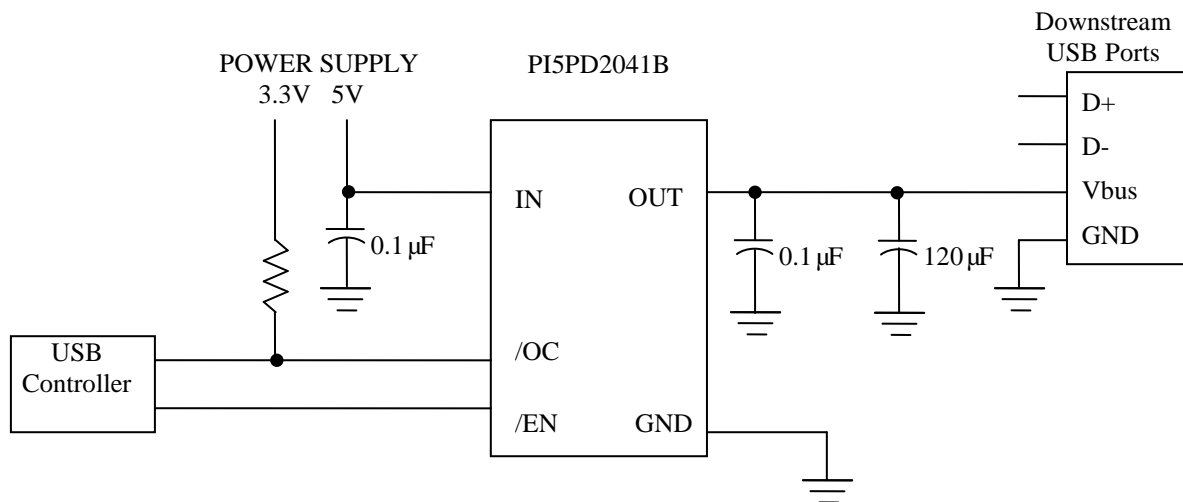 Downstream
USB Ports
POWER SUPPLY
3.3V 5V
PI5PD2041B
D+
D-
IN
OUT
Vbus
GND
0.1 µF
0.1 µF
120 µF
USB
Controller
/OC
/EN
GND